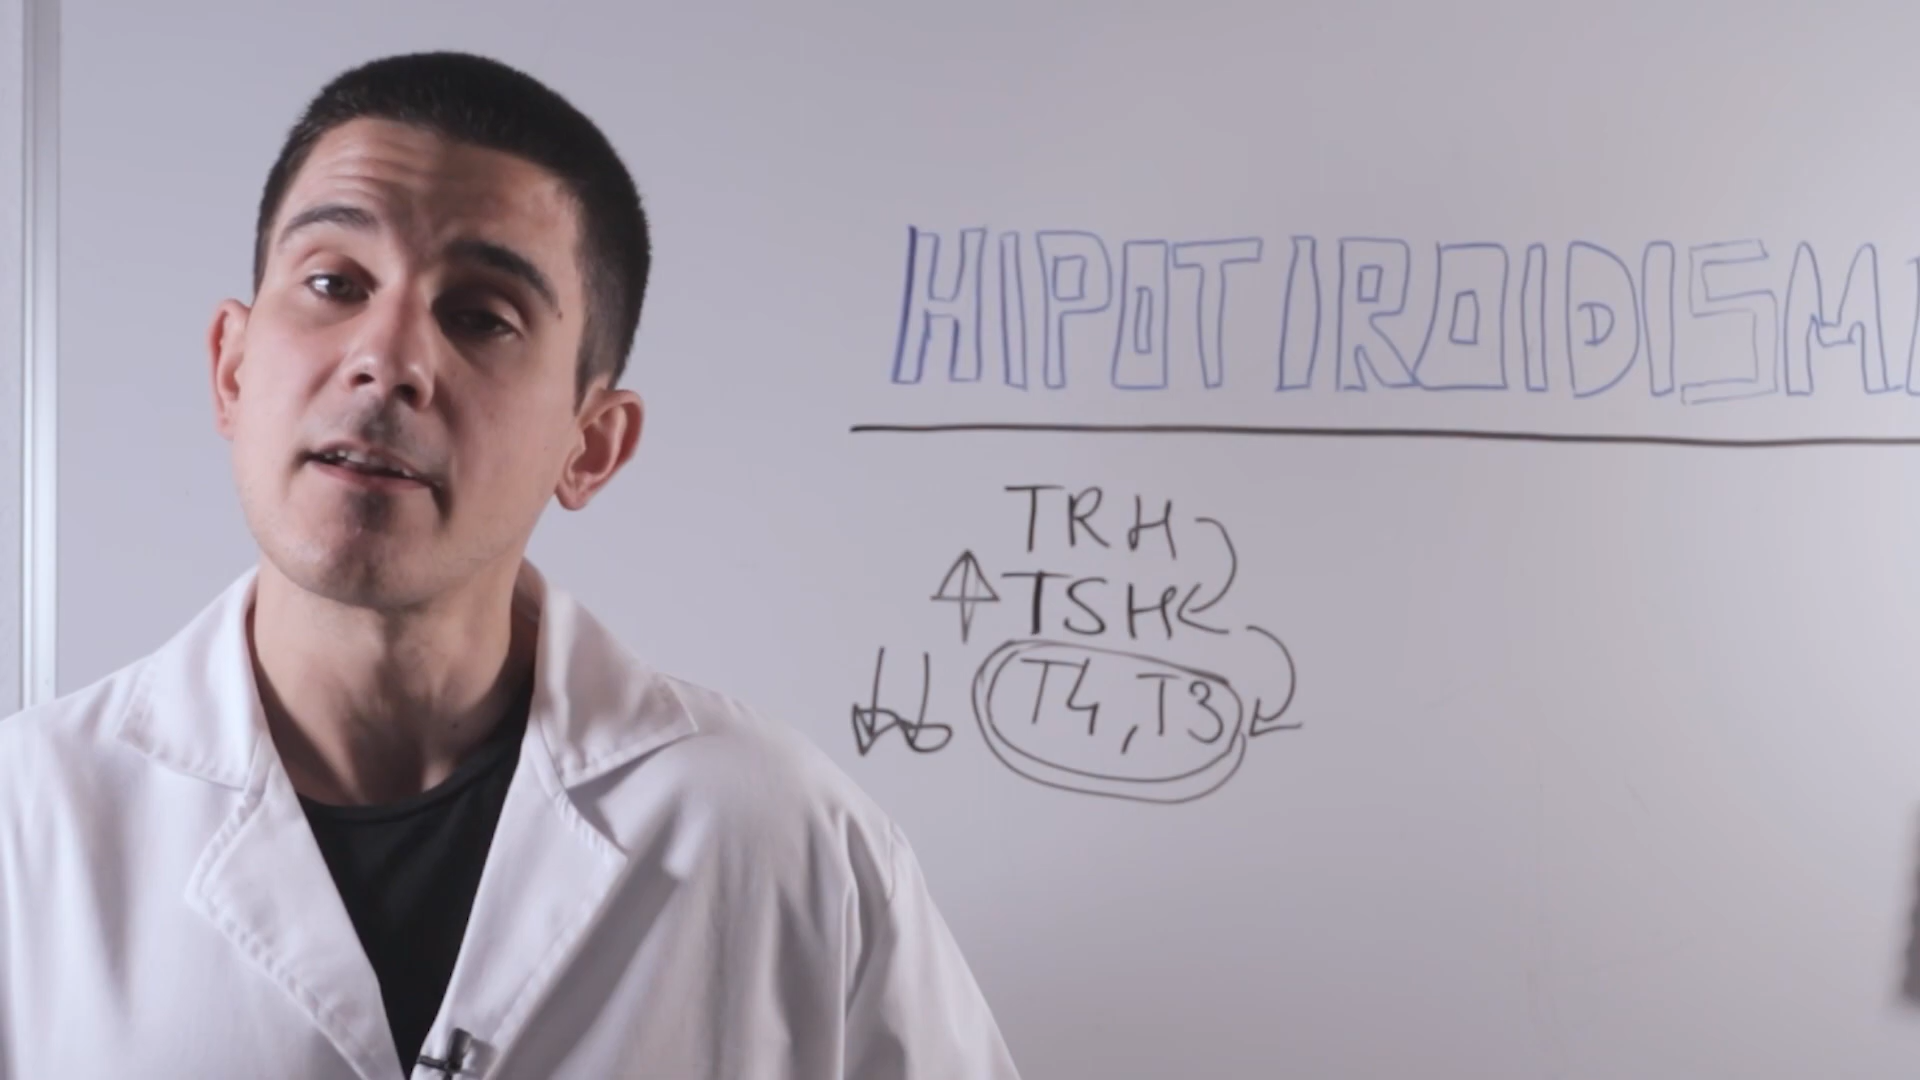 HIPOTIROIDISM
TRH
↑TSH
↓↓ T4, T3